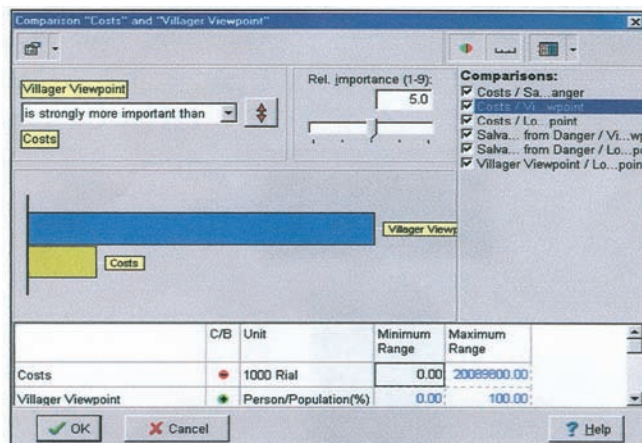 Comparison "Costs" and "Villager Viewpoint"
Villager Viewpoint
is strongly more important than
Costs
Rel. importance (1-9):
5.0
Comparisons:
Costs / Sa...anger
Costs / Vi...wpoint
Costs / Lo...point
Salva... from Danger / Vi...wp
Salva... from Danger / Lo...po
Villager Viewpoint / Lo...poin
Villager Viewp
Costs
C/B Unit Minimum Range Maximum Range
Costs 1000 Rial 0.00 20089800.00
Villager Viewpoint Person/Population(%) 0.00 100.00
OK Cancel ? Help